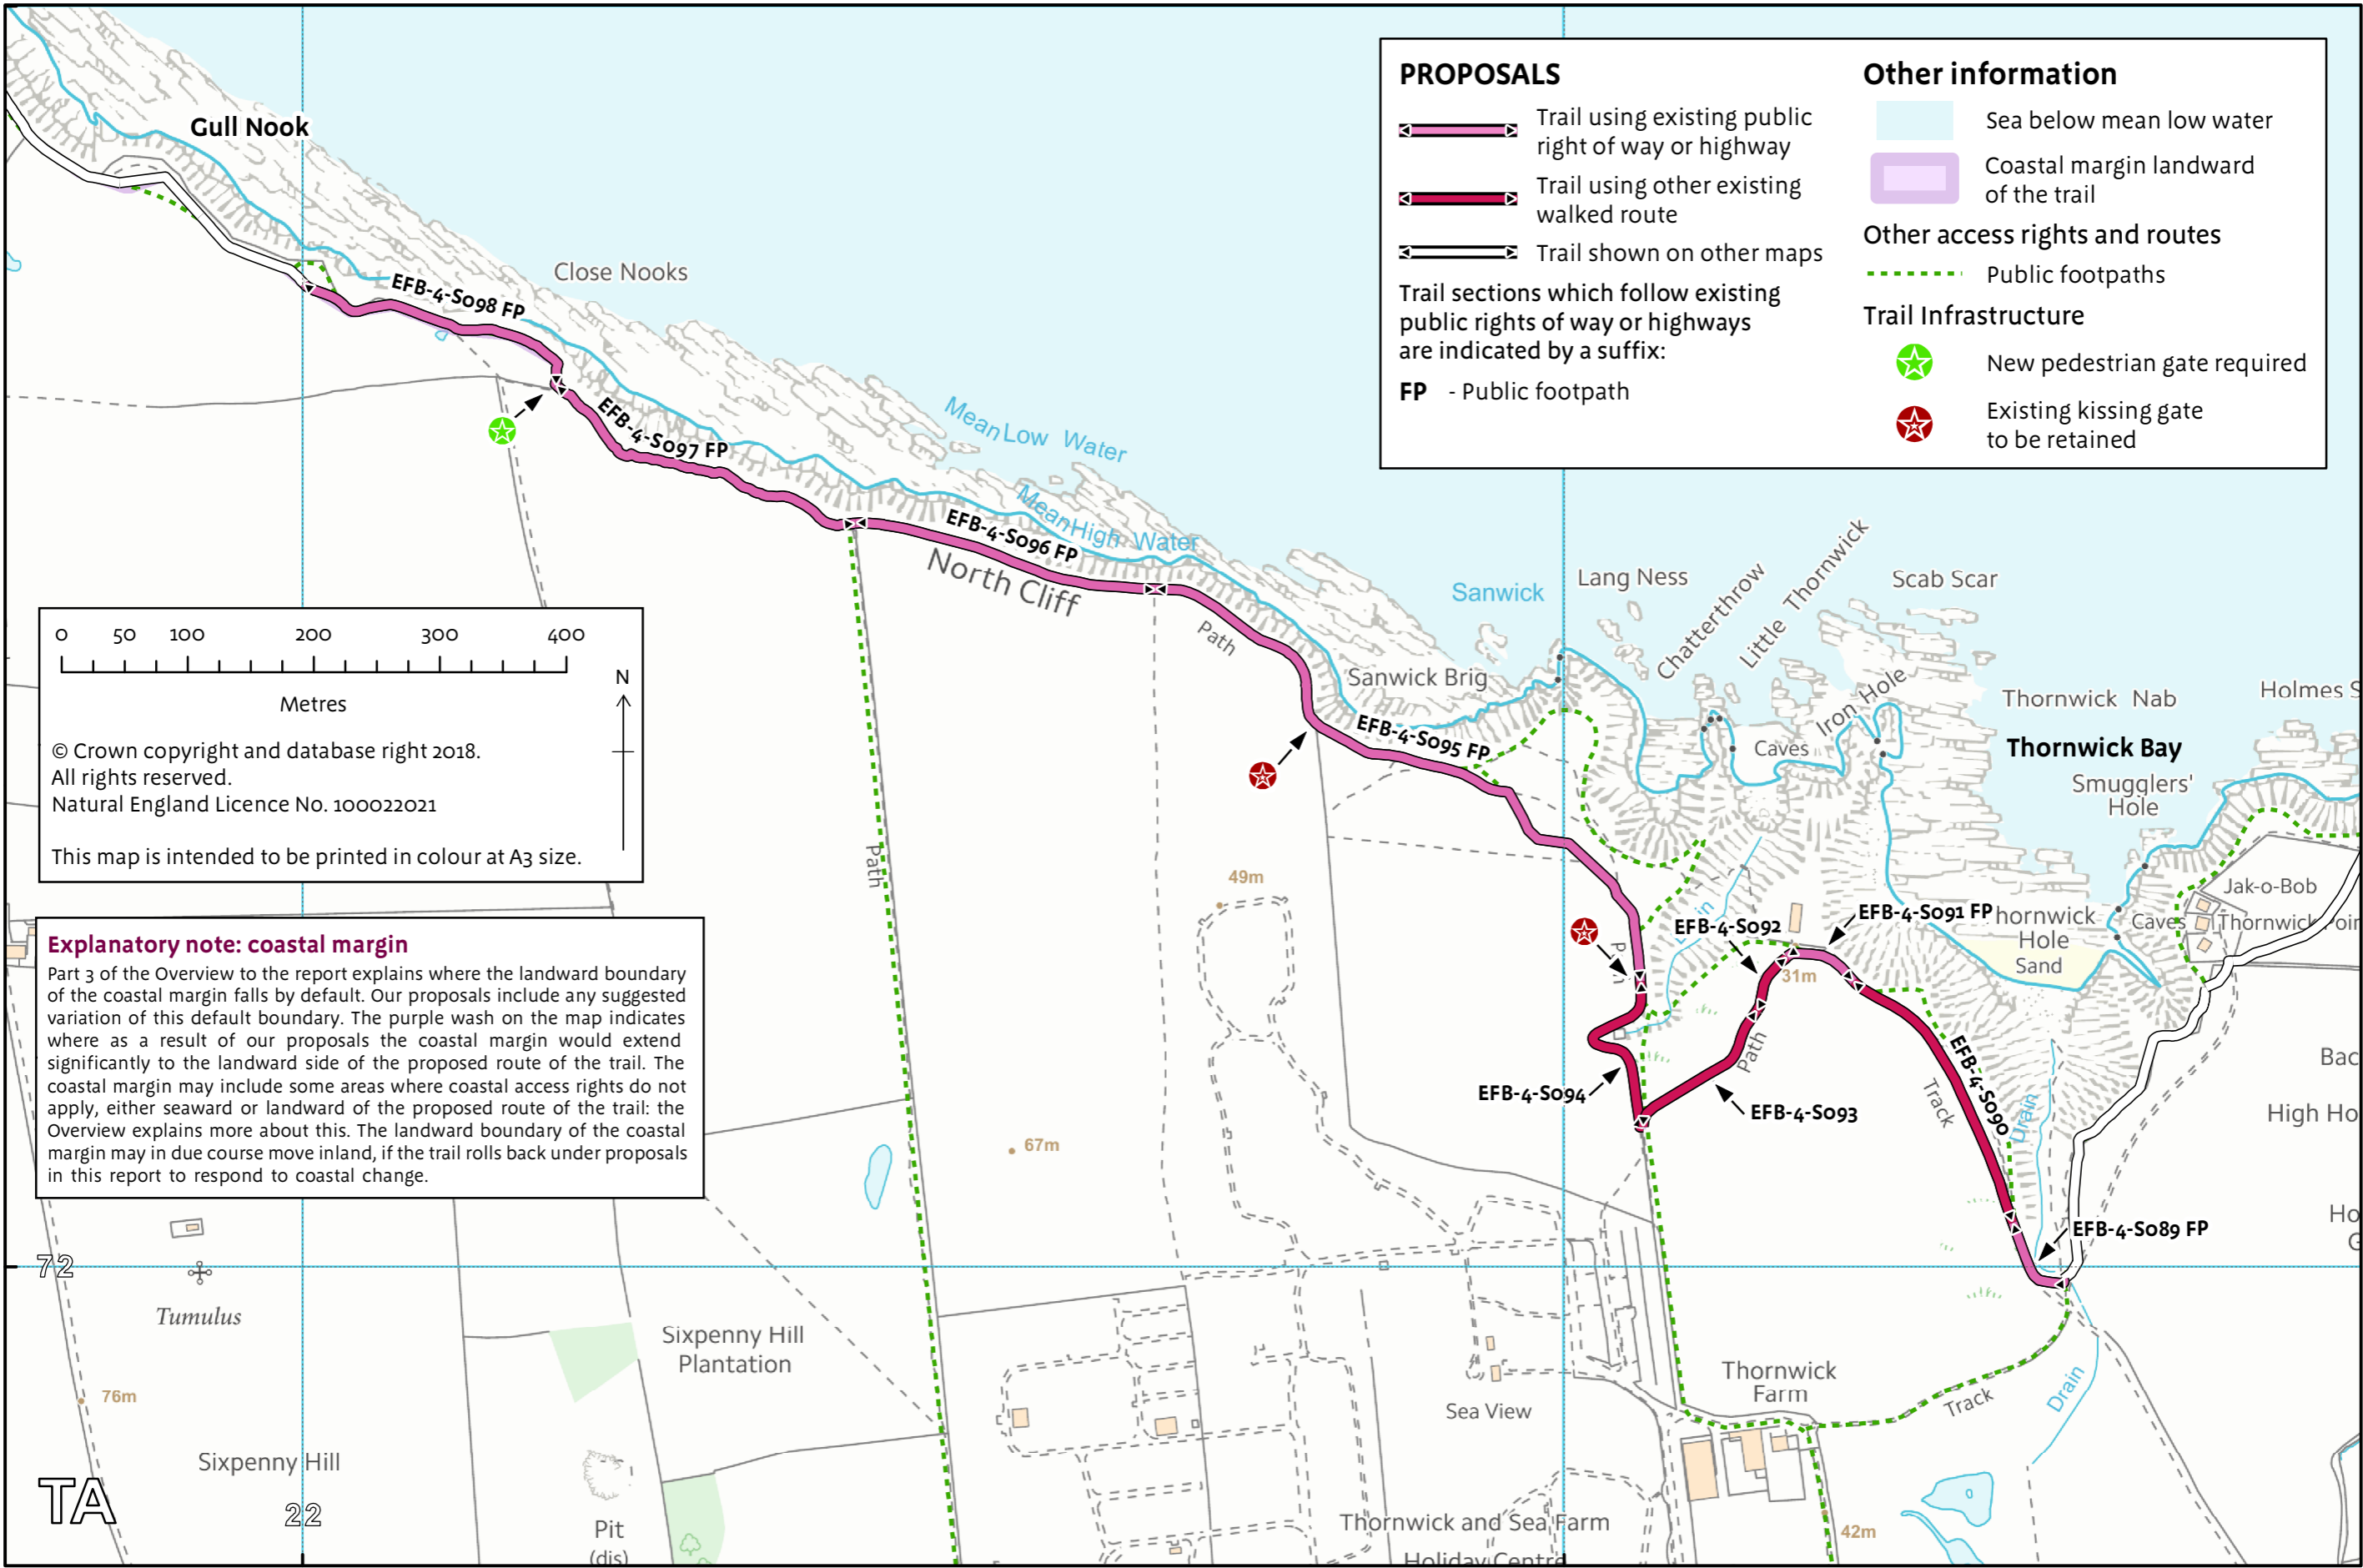 PROPOSALS
Trail using existing public
right of way or highway
Trail using other existing
walked route
Trail shown on other maps
Trail sections which follow existing
public rights of way or highways
are indicated by a suffix:
FP - Public footpath
Other information
Sea below mean low water
Coastal margin landward
of the trail
Other access rights and routes
Public footpaths
Trail Infrastructure
New pedestrian gate required
Existing kissing gate
to be retained
Gull Nook
Close Nooks
EFB-4-S098 FP
EFB-4-S097 FP
Mean Low Water
Mean High Water
EFB-4-S096 FP
North Cliff
Path
Sanwick
Lang Ness
Chatterthrow
Little Thornwick
Scab Scar
Sanwick Brig
Iron Hole
Thornwick Nab
Holmes S
EFB-4-S095 FP
Caves
Thornwick Bay
Smugglers'
Hole
0 50 100 200 300 400
Metres
N
© Crown copyright and database right 2018.
All rights reserved.
Natural England Licence No. 100022021
This map is intended to be printed in colour at A3 size.
Path
49m
Jak-o-Bob
EFB-4-S092
EFB-4-S091 FP
hornwick
Hole
Sand
Caves
Thornwick Poin
Path
31m
Explanatory note: coastal margin
Part 3 of the Overview to the report explains where the landward boundary
of the coastal margin falls by default. Our proposals include any suggested
variation of this default boundary. The purple wash on the map indicates
where as a result of our proposals the coastal margin would extend
significantly to the landward side of the proposed route of the trail. The
coastal margin may include some areas where coastal access rights do not
apply, either seaward or landward of the proposed route of the trail: the
Overview explains more about this. The landward boundary of the coastal
margin may in due course move inland, if the trail rolls back under proposals
in this report to respond to coastal change.
Path
EFB-4-S090
Track
Drain
Bac
EFB-4-S094
EFB-4-S093
High Ho
67m
Ho
EFB-4-S089 FP
72
Tumulus
Sixpenny Hill
Plantation
Thornwick
Farm
76m
Sea View
Track
Drain
Sixpenny Hill
TA
22
Pit
(dis)
Thornwick and Sea Farm
Holiday Centre
42m